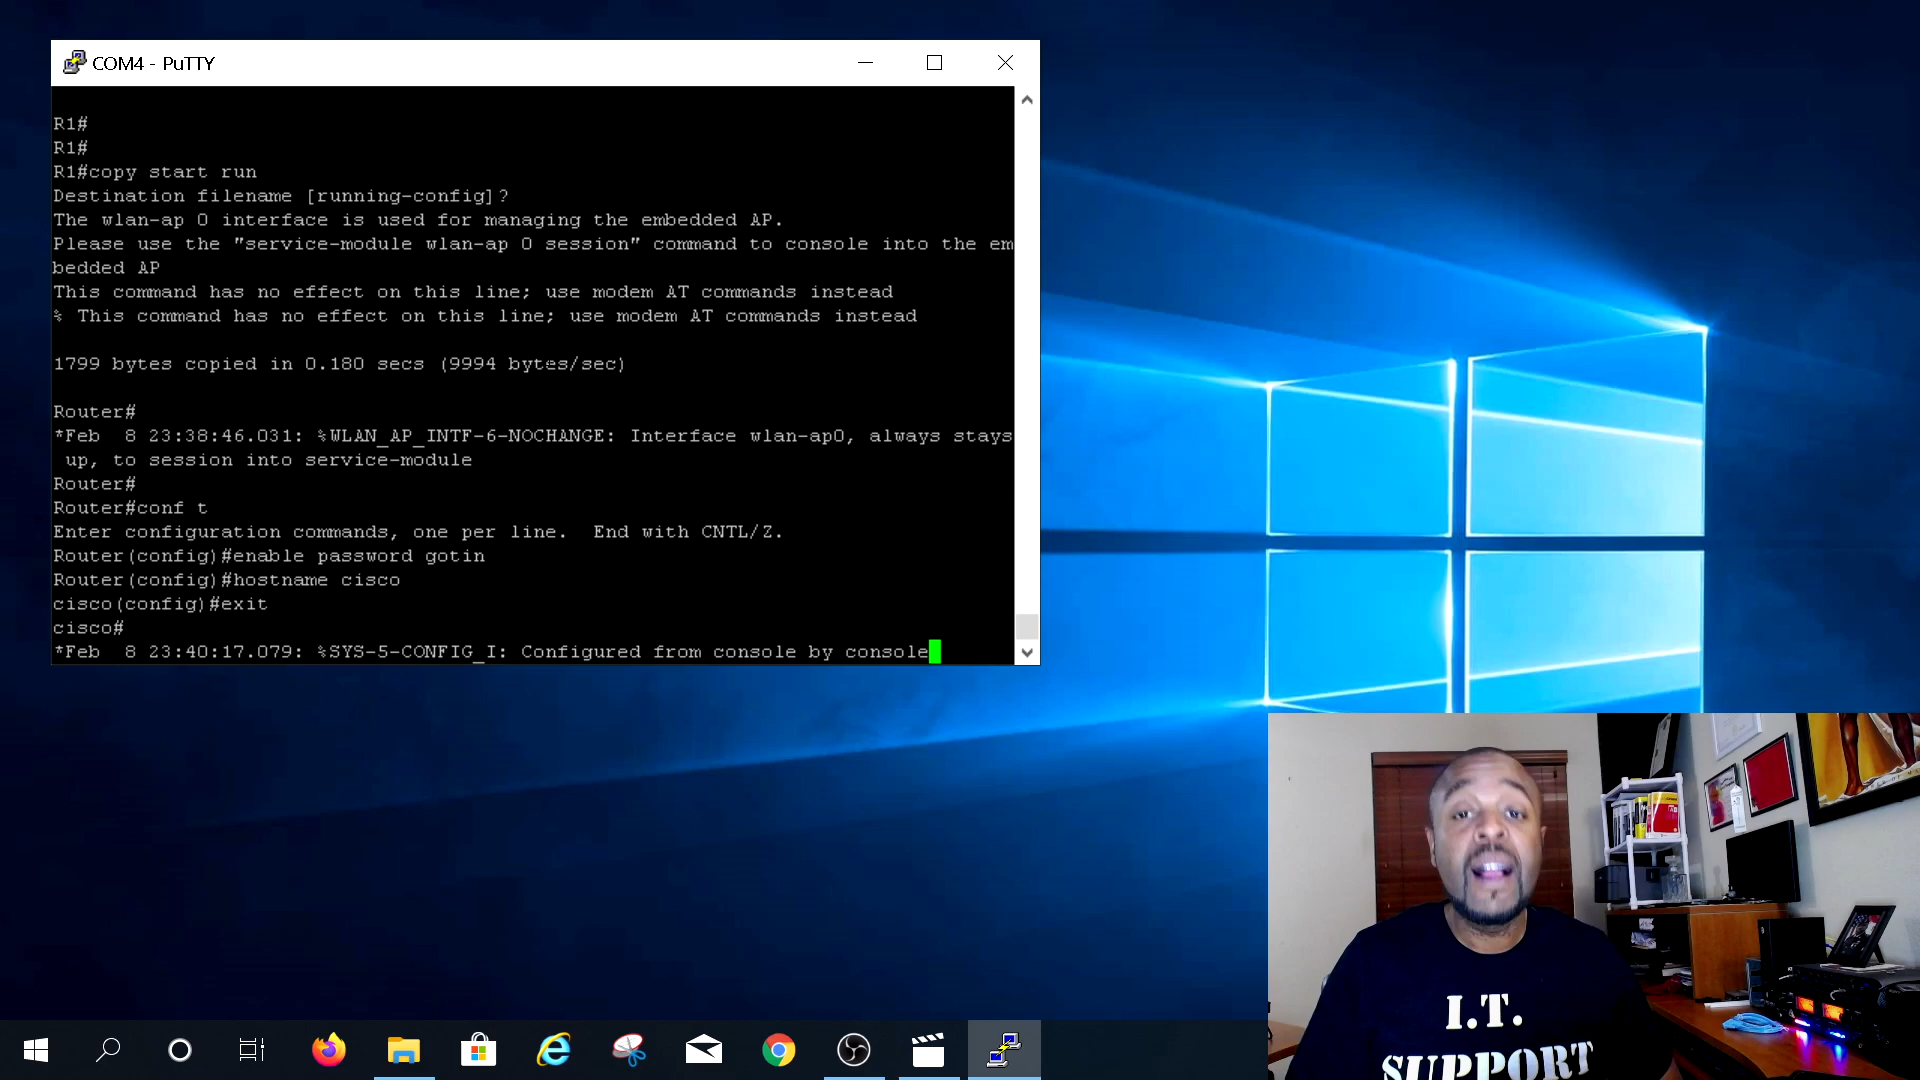 COM4 - PuTTY
R1#
R1#
R1#copy start run
Destination filename [running-config]?
The wlan-ap 0 interface is used for managing the embedded AP.
Please use the "service-module wlan-ap 0 session" command to console into the em
bedded AP
This command has no effect on this line; use modem AT commands instead
% This command has no effect on this line; use modem AT commands instead
1799 bytes copied in 0.180 secs (9994 bytes/sec)
Router#
*Feb  8 23:38:46.031: %WLAN_AP_INTF-6-NOCHANGE: Interface wlan-ap0, always stays
up, to session into service-module
Router#
Router#conf t
Enter configuration commands, one per line.  End with CNTL/Z.
Router(config)#enable password gotin
Router(config)#hostname cisco
cisco(config)#exit
cisco#
*Feb  8 23:40:17.079: %SYS-5-CONFIG_I: Configured from console by console
I.T.
SUPPORT